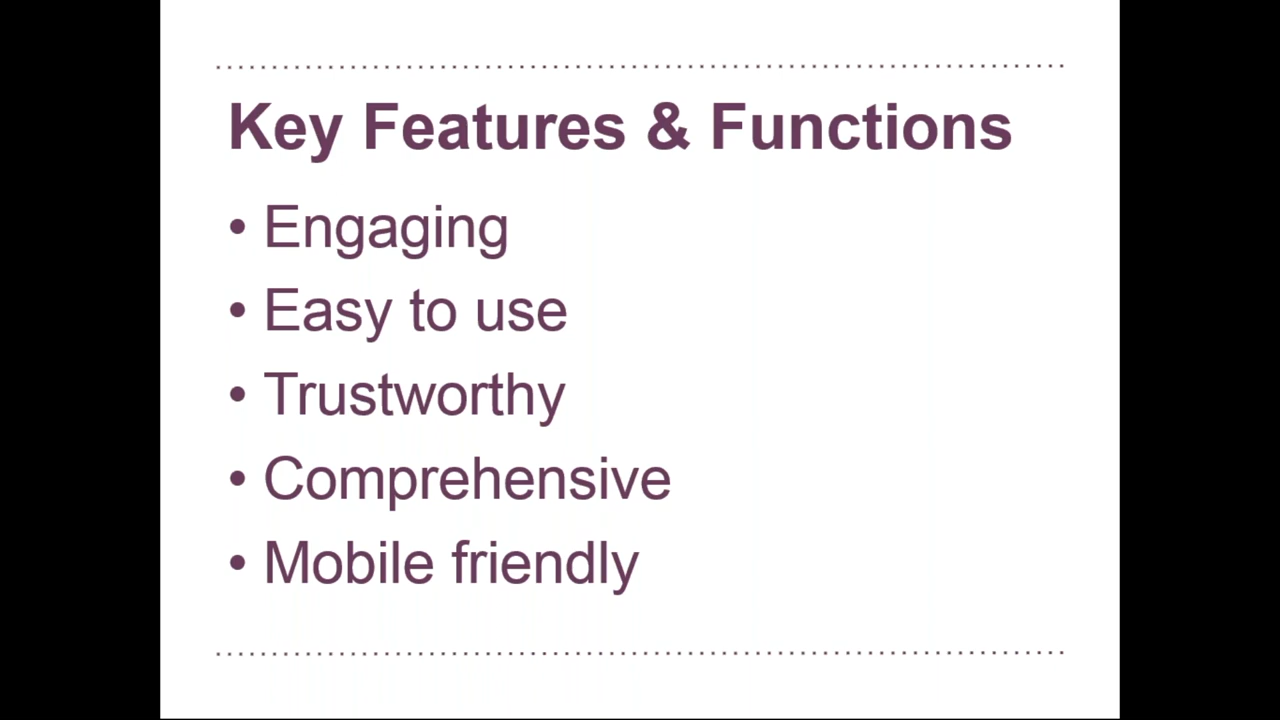 Key Features & Functions
• Engaging
• Easy to use
• Trustworthy
• Comprehensive
• Mobile friendly